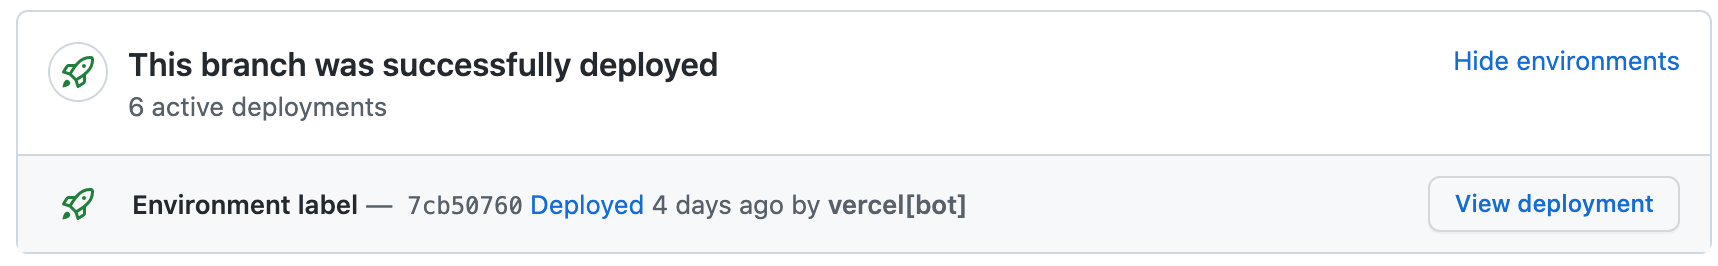 This branch was successfully deployed
Hide environments
6 active deployments
Environment label — 7cb50760 Deployed 4 days ago by vercel[bot]
View deployment